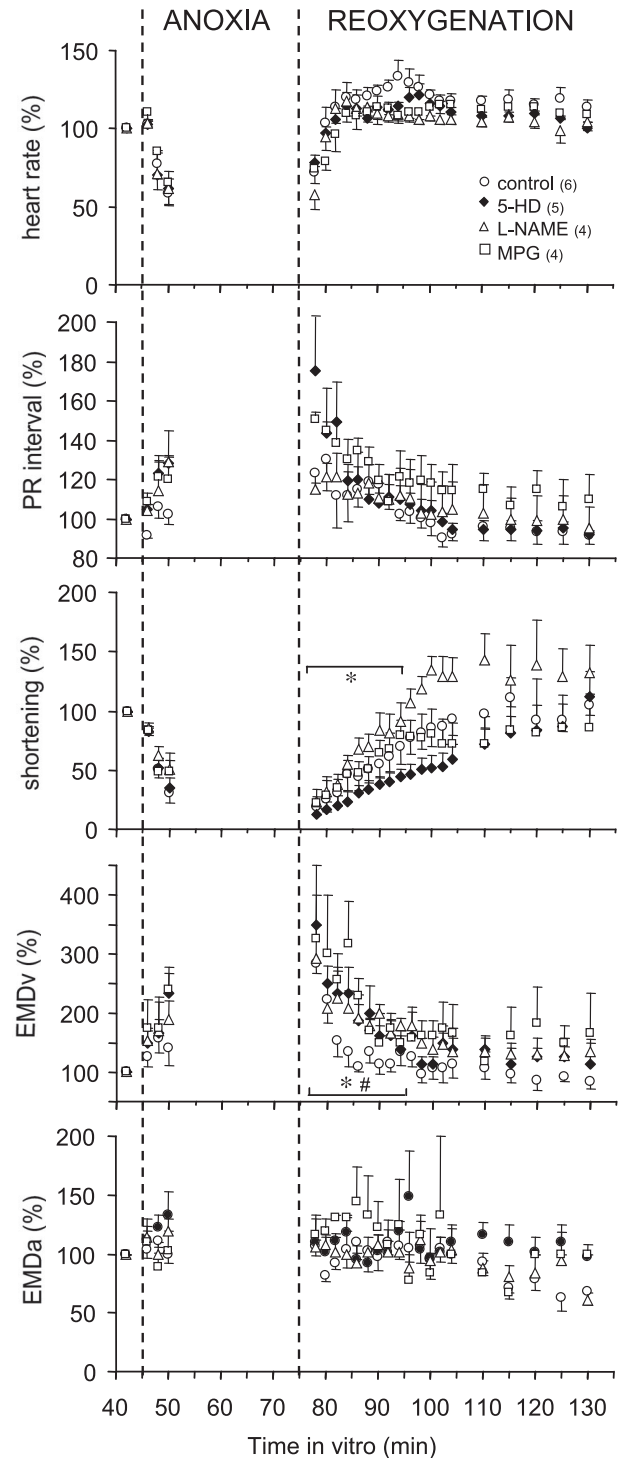 ANOXIA REOXYGENATION
heart rate (%)
150
100
50
0
control (6)
5-HD (5)
L-NAME (4)
MPG (4)
PR interval (%)
200
180
160
140
120
100
80
shortening (%)
200
150
100
50
0
*
EMDv (%)
400
300
200
100
* #
EMDa (%)
200
150
100
50
0
40 50 60 70 80 90 100 110 120 130
Time in vitro (min)